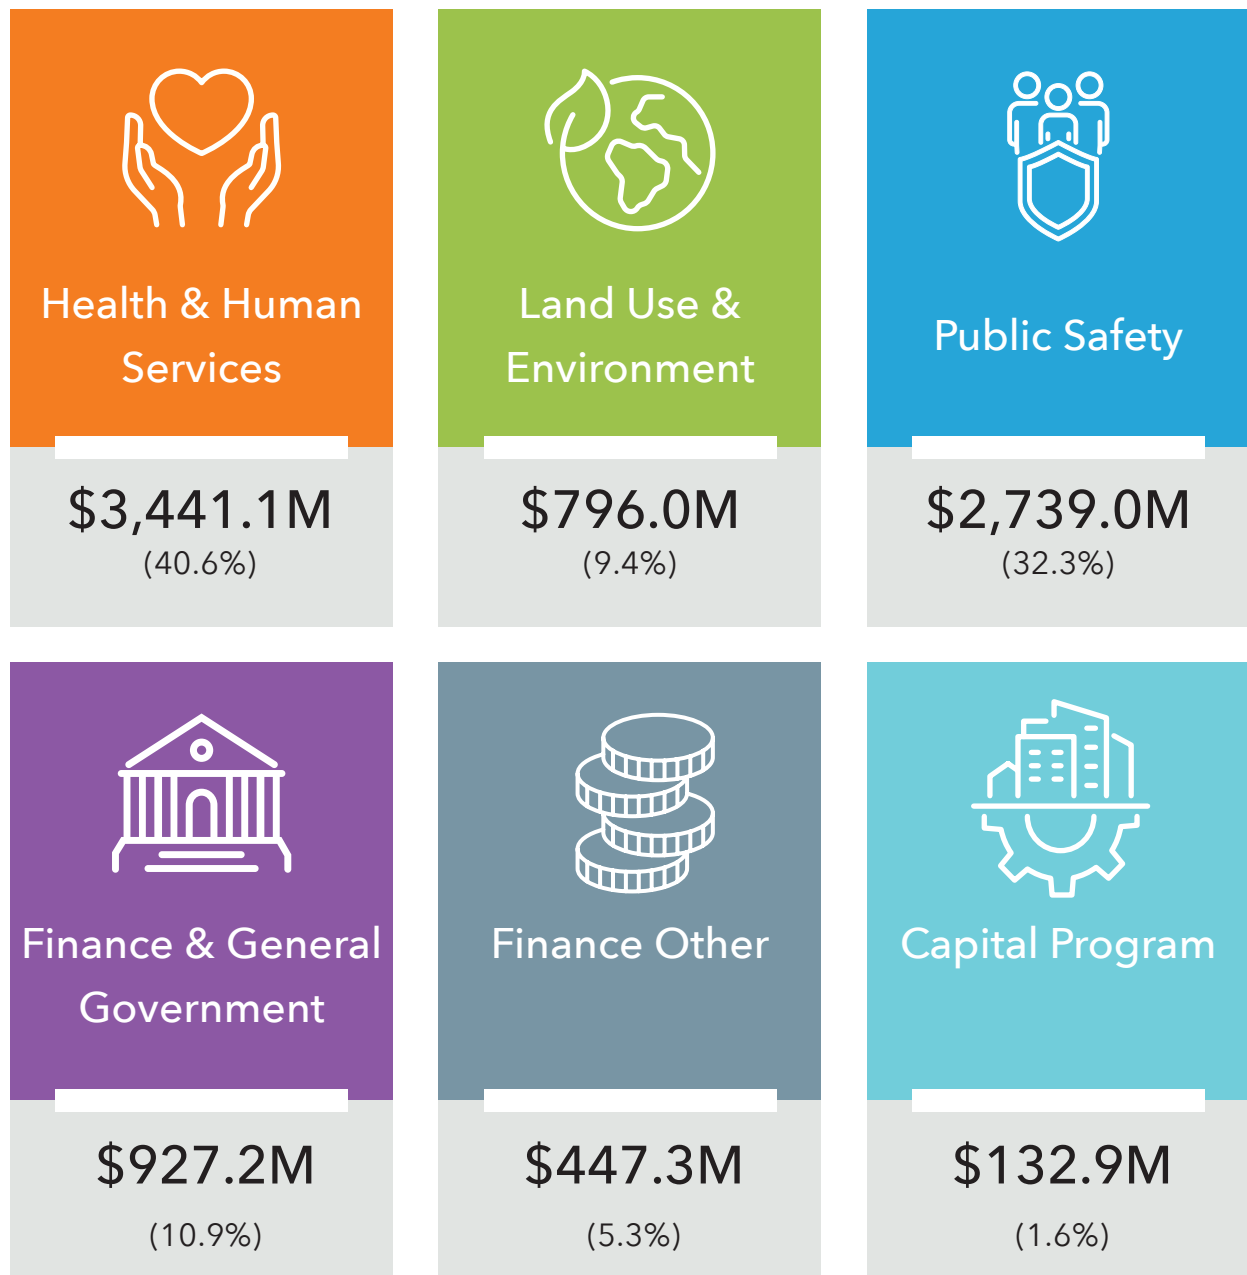 Health & Human
Services
$3,441.1M
(40.6%)
Land Use &
Environment
$796.0M
(9.4%)
Public Safety
$2,739.0M
(32.3%)
Finance & General
Government
$927.2M
(10.9%)
Finance Other
$447.3M
(5.3%)
Capital Program
$132.9M
(1.6%)